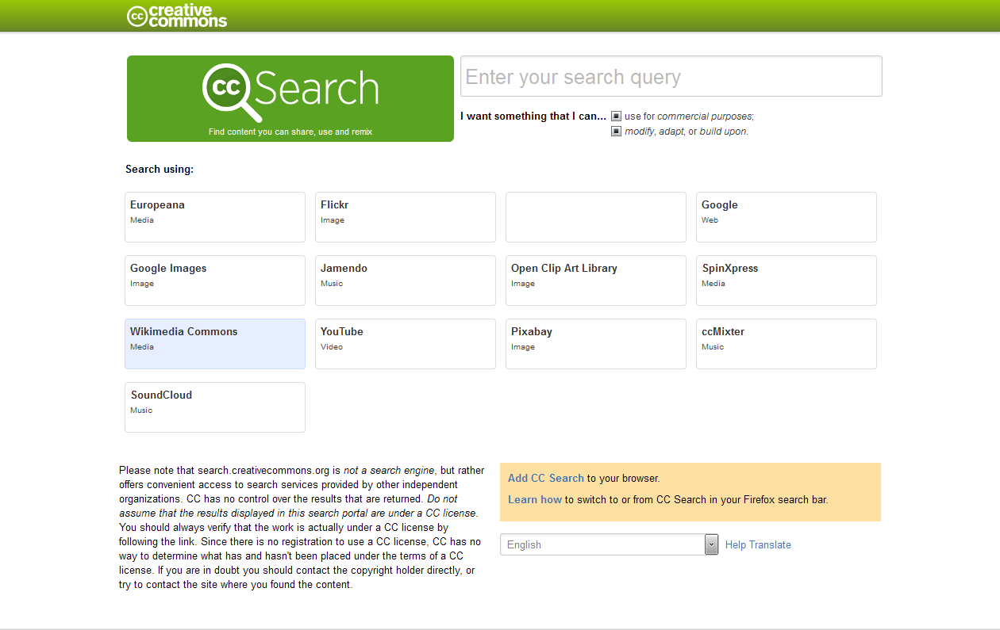 cc creative commons
cc Search
Find content you can share, use and remix
Enter your search query
I want something that I can... use for commercial purposes;
modify, adapt, or build upon.
Search using:
Europeana
Media
Flickr
Image
Google
Web
Google Images
Image
Jamendo
Music
Open Clip Art Library
Image
SpinXpress
Media
Wikimedia Commons
Media
YouTube
Video
Pixabay
Image
ccMixter
Music
SoundCloud
Music
Please note that search.creativecommons.org is not a search engine, but rather
offers convenient access to search services provided by other independent
organizations. CC has no control over the results that are returned. Do not
assume that the results displayed in this search portal are under a CC license.
You should always verify that the work is actually under a CC license by
following the link. Since there is no registration to use a CC license, CC has no
way to determine what has and hasn't been placed under the terms of a CC
license. If you are in doubt you should contact the copyright holder directly, or
try to contact the site where you found the content.
Add CC Search to your browser.
Learn how to switch to or from CC Search in your Firefox search bar.
English
Help Translate